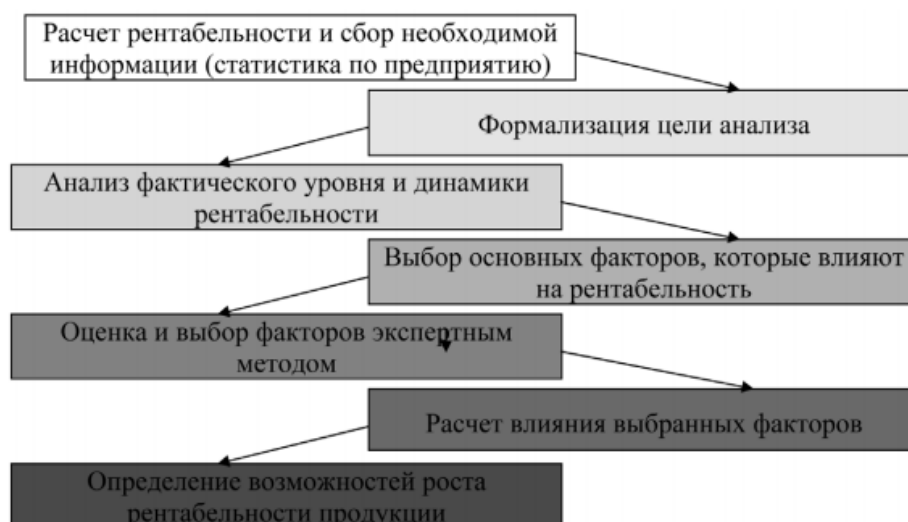 Расчет рентабельности и сбор необходимой
информации (статистика по предприятию)
Формализация цели анализа
Анализ фактического уровня и динамики
рентабельности
Выбор основных факторов, которые влияют
на рентабельность
Оценка и выбор факторов экспертным
методом
Расчет влияния выбранных факторов
Определение возможностей роста
рентабельности продукции